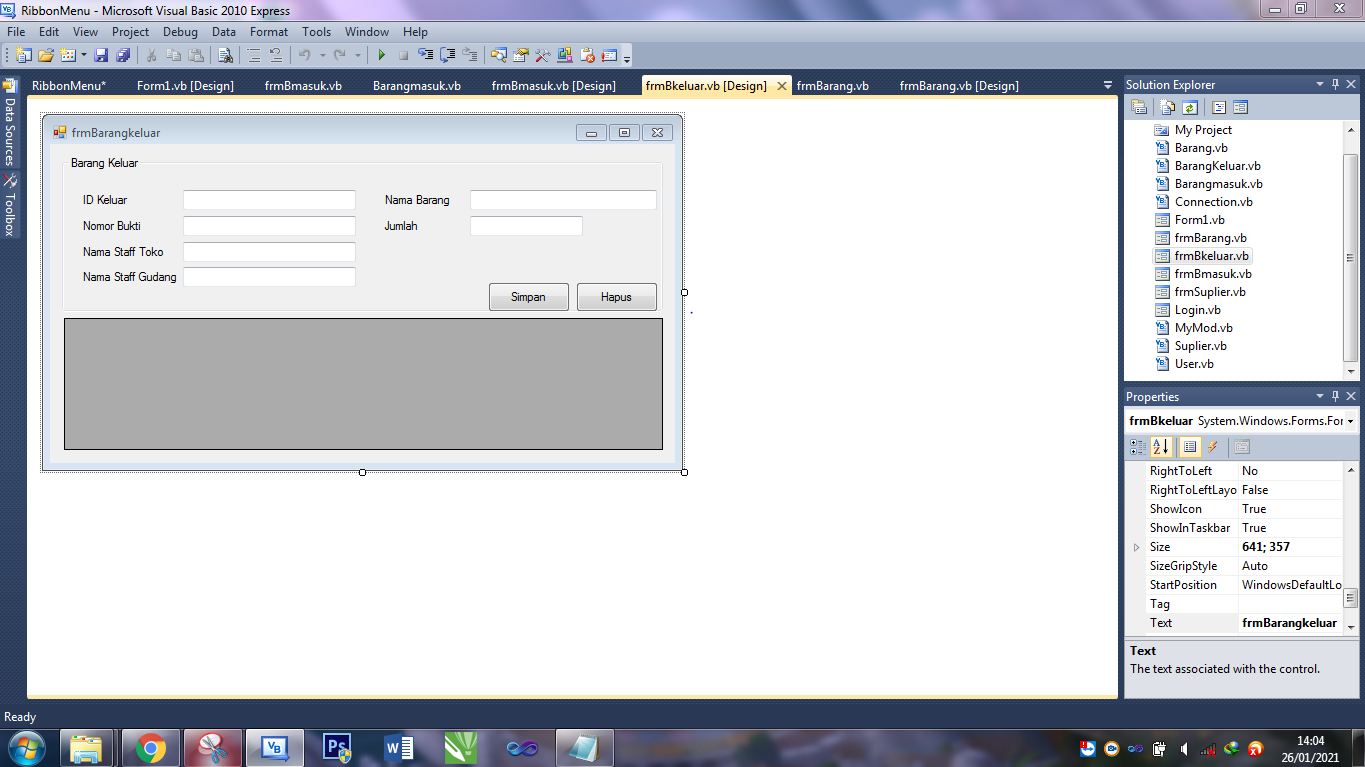 RibbonMenu - Microsoft Visual Basic 2010 Express
File Edit View Project Debug Data Format Tools Window Help
RibbonMenu* Form1.vb [Design] frmBmasuk.vb Barangmasuk.vb frmBmasuk.vb [Design] frmBkeluar.vb [Design] frmBarang.vb frmBarang.vb [Design]
Data Sources
Toolbox
frmBarangkeluar
Barang Keluar
ID Keluar Nama Barang
Nomor Bukti Jumlah
Nama Staff Toko
Nama Staff Gudang
Simpan Hapus
Solution Explorer
My Project
Barang.vb
BarangKeluar.vb
Barangmasuk.vb
Connection.vb
Form1.vb
frmBarang.vb
frmBkeluar.vb
frmBmasuk.vb
frmSuplier.vb
Login.vb
MyMod.vb
Suplier.vb
User.vb
Properties
frmBkeluar System.Windows.Forms.For
RightToLeft No
RightToLeftLayo False
ShowIcon True
ShowInTaskbar True
Size 641; 357
SizeGripStyle Auto
StartPosition WindowsDefaultLo
Tag
Text frmBarangkeluar
Text
The text associated with the control.
Ready
14:04
26/01/2021